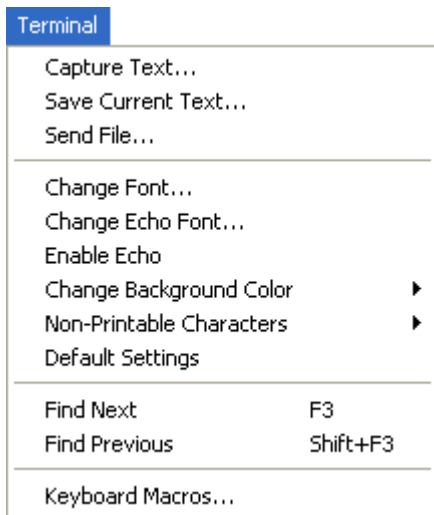 Terminal
Capture Text...
Save Current Text...
Send File...
Change Font...
Change Echo Font...
Enable Echo
Change Background Color
Non-Printable Characters
Default Settings
Find Next F3
Find Previous Shift+F3
Keyboard Macros...